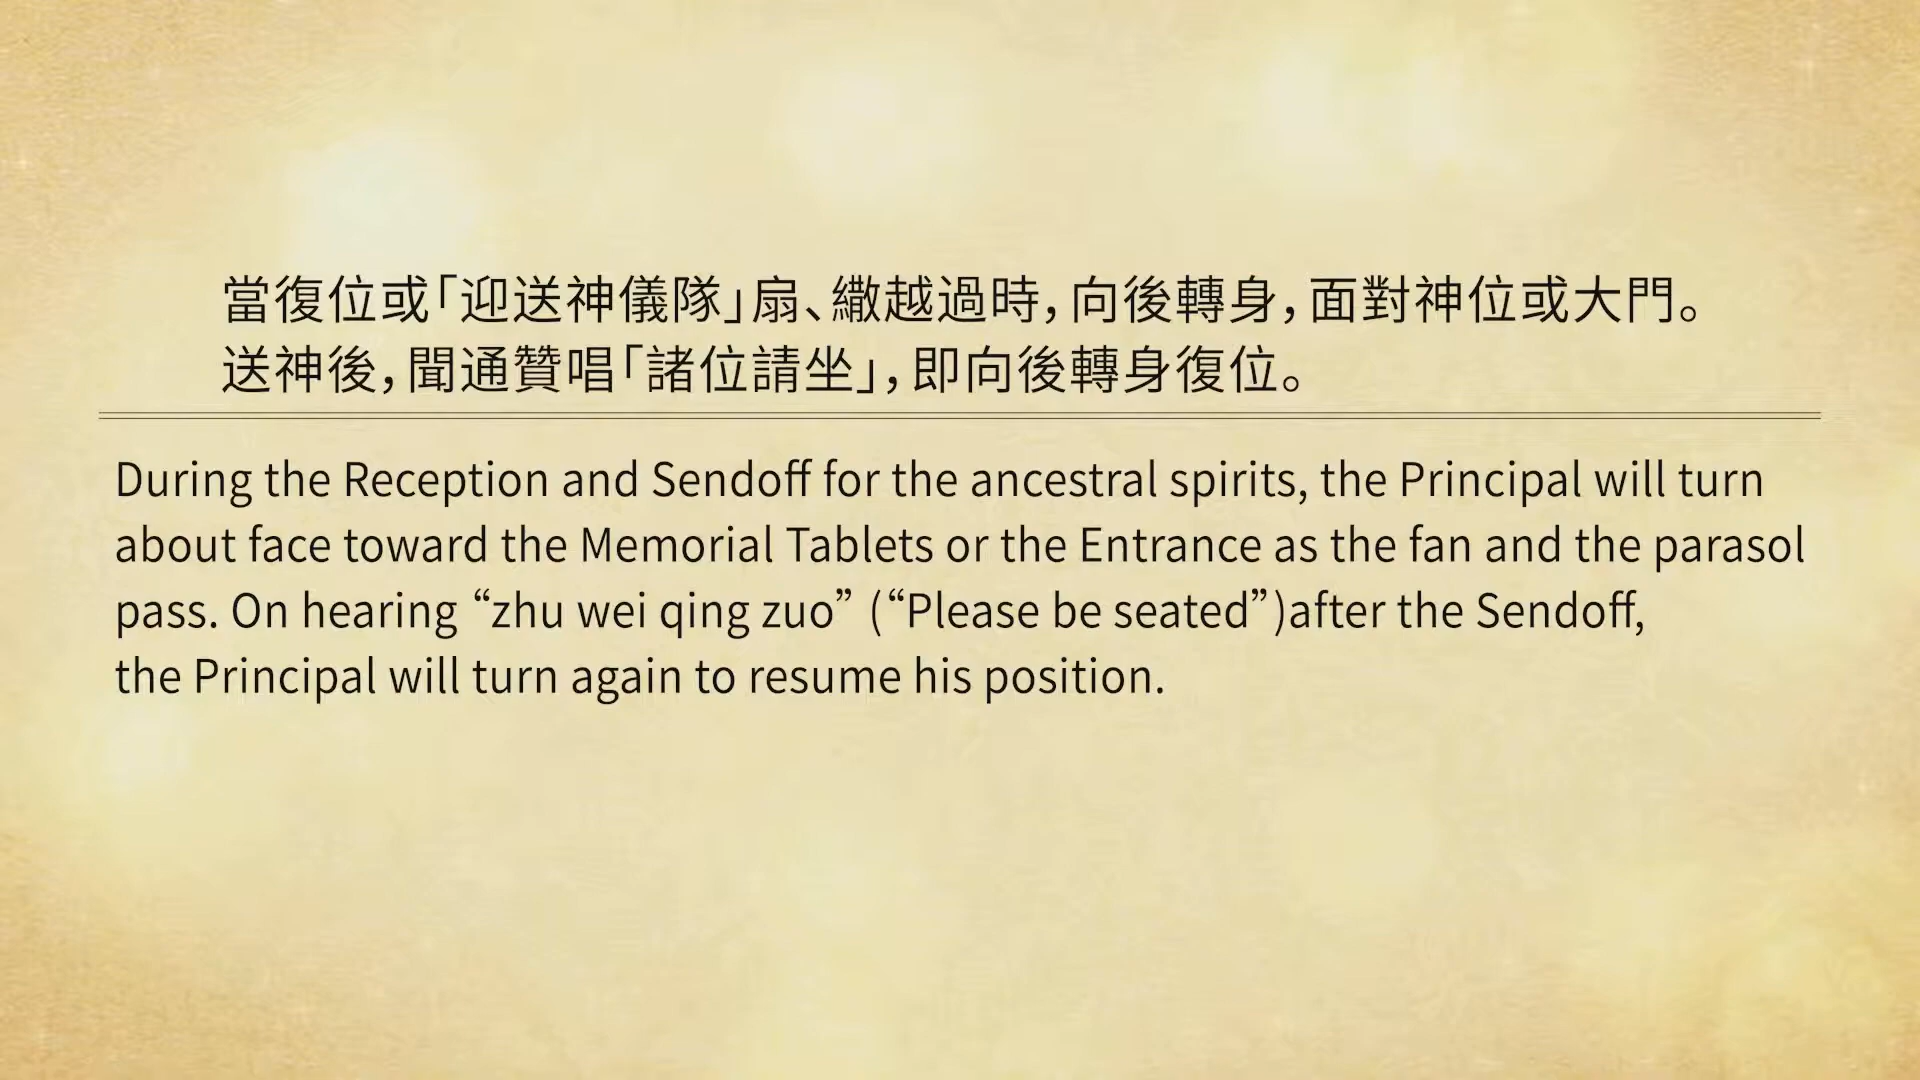 當復位或「迎送神儀隊」扇、繖越過時，向後轉身，面對神位或大門。
送神後，聞通贊唱「諸位請坐」，即向後轉身復位。
During the Reception and Sendoff for the ancestral spirits, the Principal will turn
about face toward the Memorial Tablets or the Entrance as the fan and the parasol
pass. On hearing “zhu wei qing zuo” (“Please be seated”)after the Sendoff,
the Principal will turn again to resume his position.